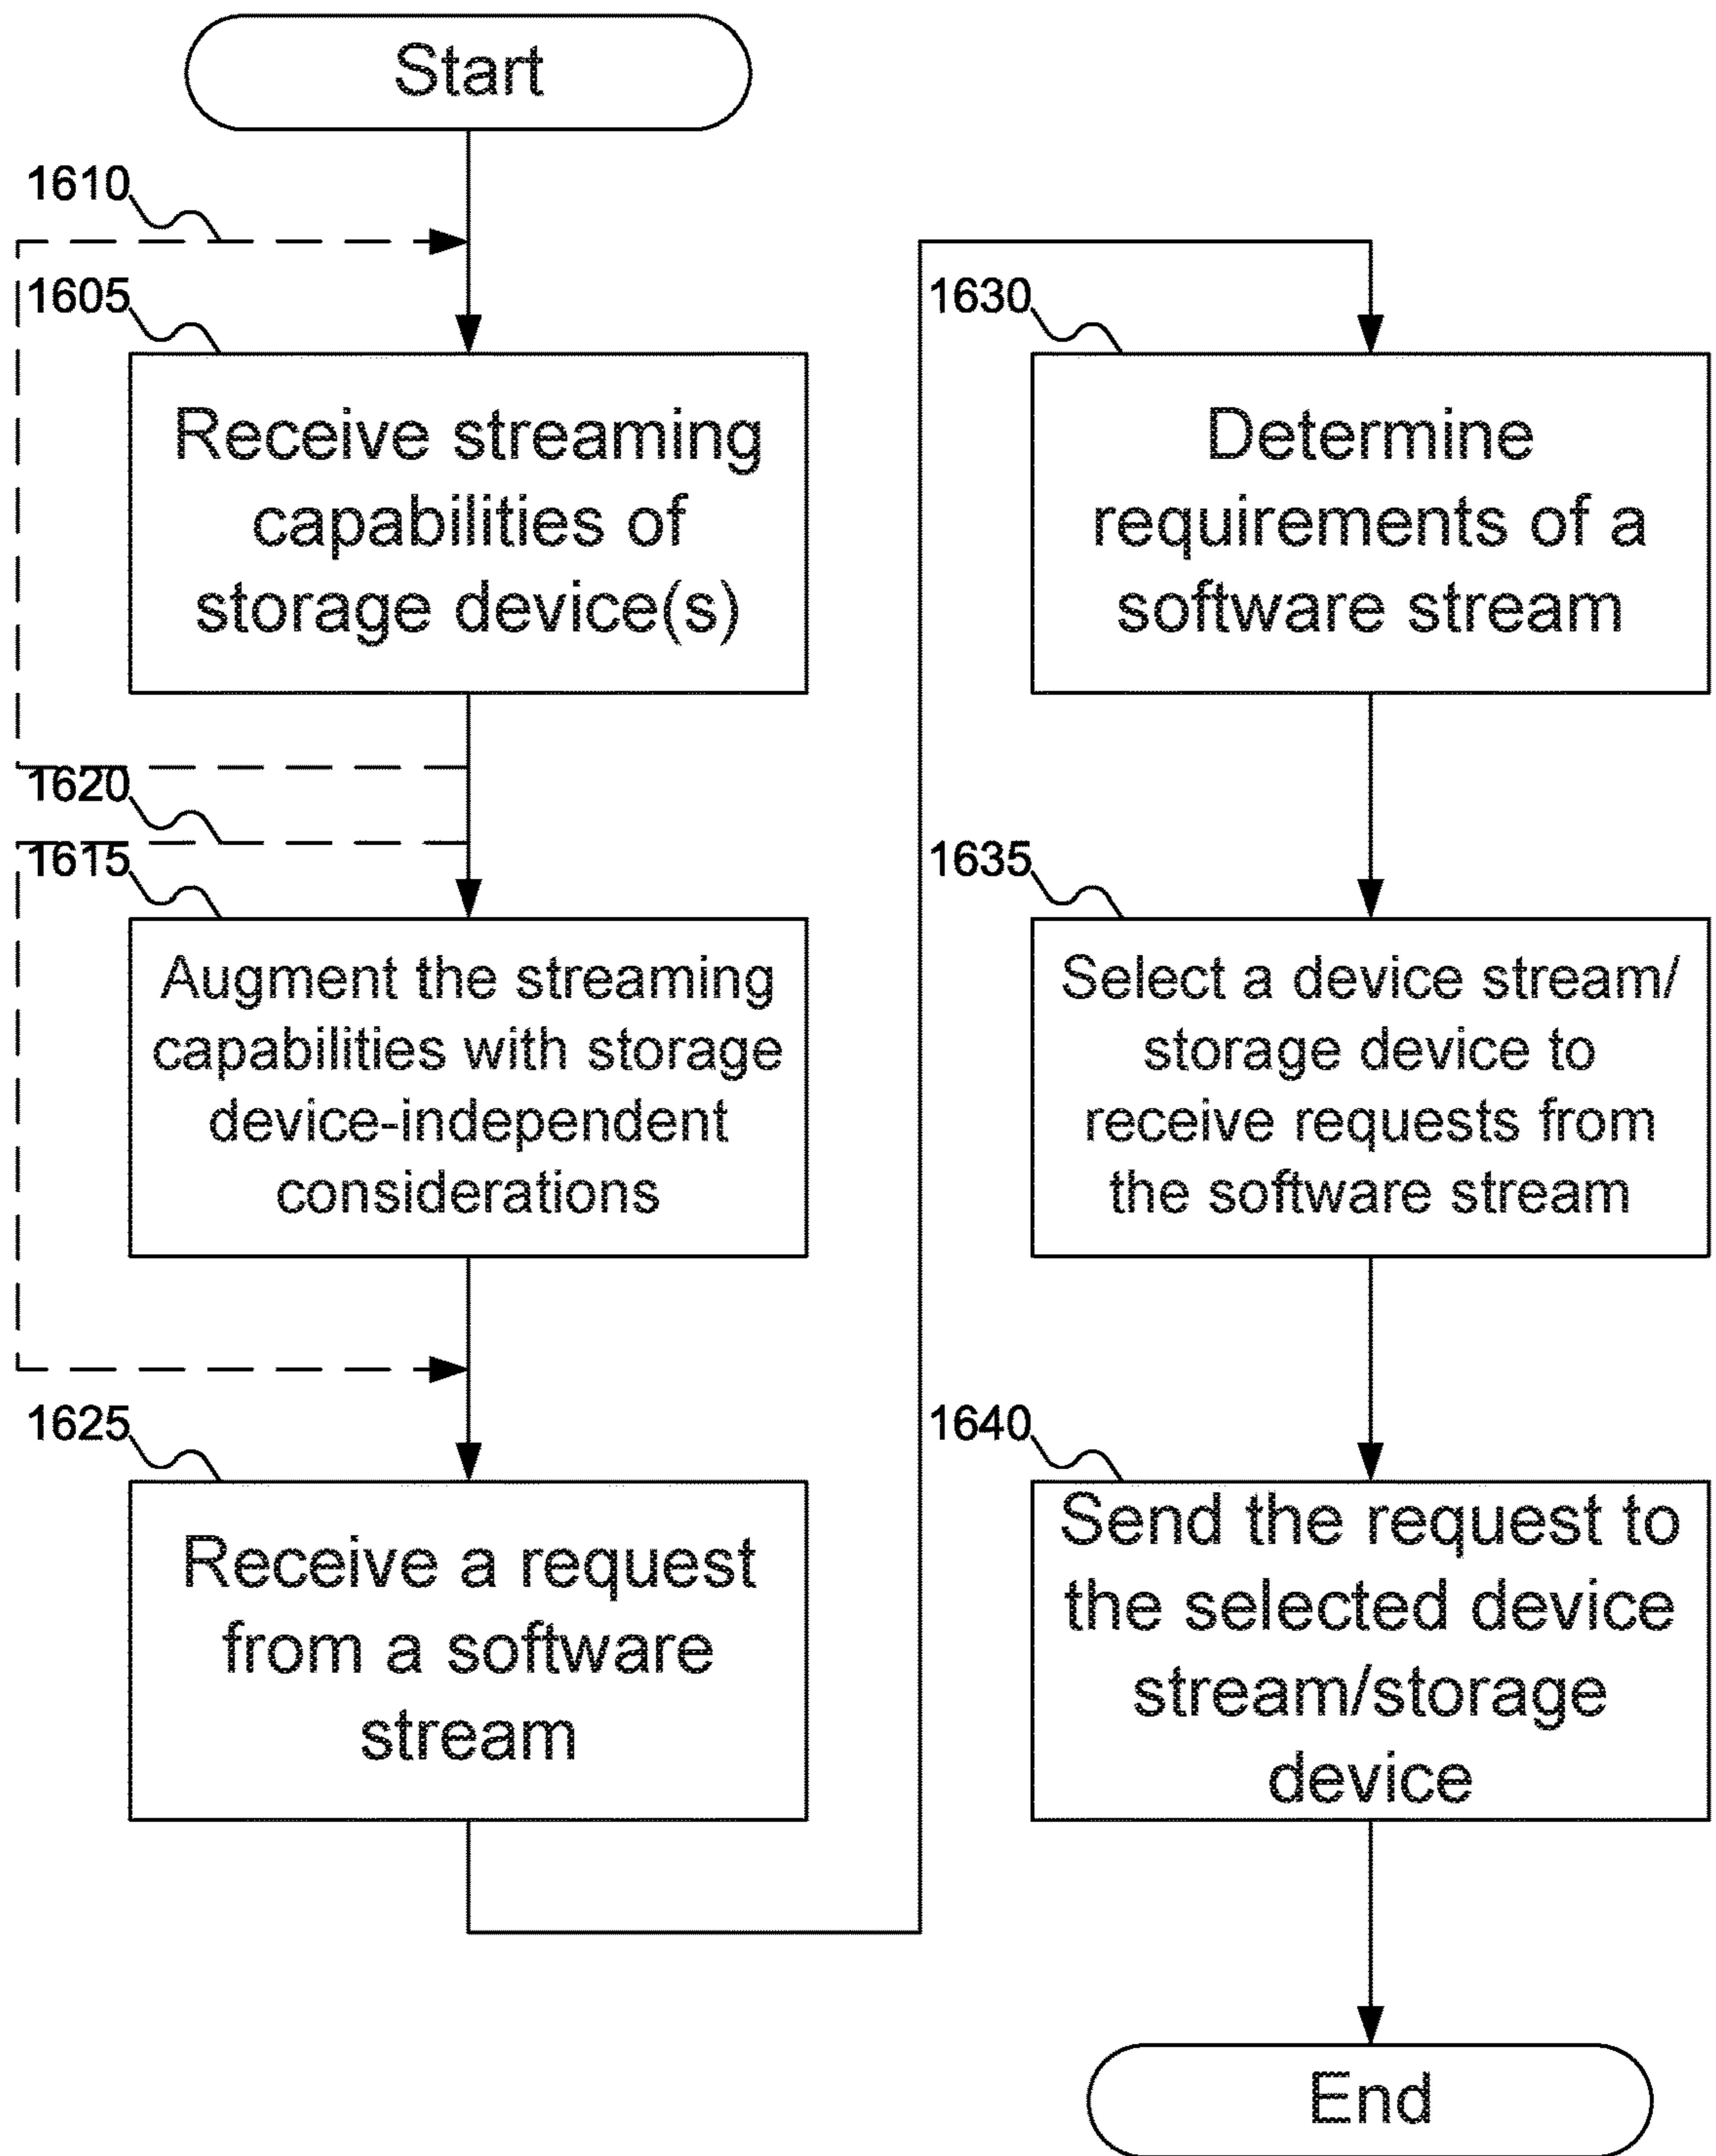 Start
1610
1605
Receive streaming
capabilities of
storage device(s)
1620
1615
Augment the streaming
capabilities with storage
device-independent
considerations
1625
Receive a request
from a software
stream
1630
Determine
requirements of a
software stream
1635
Select a device stream/
storage device to
receive requests from
the software stream
1640
Send the request to
the selected device
stream/storage
device
End